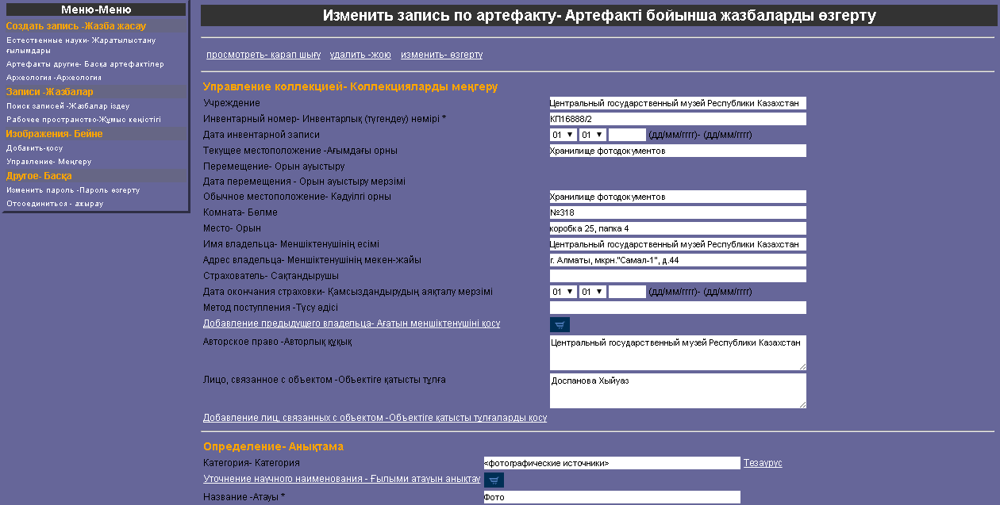 Меню-Меню
Создать запись -Жазба жасау
Естественные науки- Жаратылыстану
ғылымдары
Артефакты другие- Басқа артефактілер
Археология -Археология
Записи -Жазбалар
Поиск записей -Жазбалар іздеу
Рабочее пространство-Жұмыс кеңістігі
Изображения- Бейне
Добавить-қосу
Управление- Меңгеру
Другое- Басқа
Изменить пароль -Пароль өзгерту
Отсоединиться - ажырау
Изменить запись по артефакту- Артефакті бойынша жазбаларды өзгерту
просмотреть- қарап шығу удалить -жою изменить- өзгерту
Управление коллекцией- Коллекцияларды меңгеру
Учреждение Центральный государственный музей Республики Казахстан
Инвентарный номер- Инвентарлық (түгендеу) нөмірі * КП16888/2
Дата инвентарной записи 01 01 (дд/мм/гггг)- (дд/мм/гггг)
Текущее местоположение -Ағымдағы орны Хранилище фотодокументов
Перемещение- Орын ауыстыру
Дата перемещения - Орын ауыстыру мерзімі
Обычное местоположение- Кәдуілгі орны Хранилище фотодокументов
Комната- Бөлме №318
Место- Орын коробка 25, папка 4
Имя владельца- Меншіктенушінің есімі Центральный государственный музей Республики Казахстан
Адрес владельца- Меншіктенушінің мекен-жайы г. Алматы, мкрн."Самал-1", д.44
Страхователь- Сақтандырушы
Дата окончания страховки- Қамсыздандырудың аяқталу мерзімі 01 01 (дд/мм/гггг)- (дд/мм/гггг)
Метод поступления -Түсу әдісі
Добавление предыдущего владельца- Ағатын меншіктенушіні қосу
Авторское право -Авторлық құқық Центральный государственный музей Республики Казахстан
Лицо, связанное с объектом -Объектіге қатысты тұлға Доспанова Хыйуаз
Добавление лиц, связанных с объектом -Объектіге қатысты тұлғаларды қосу
Определение- Анықтама
Категория- Категория <фотографические источники> Тезаурус
Уточнение научного наименования - Ғылыми атауын анықтау
Название -Атауы * Фото